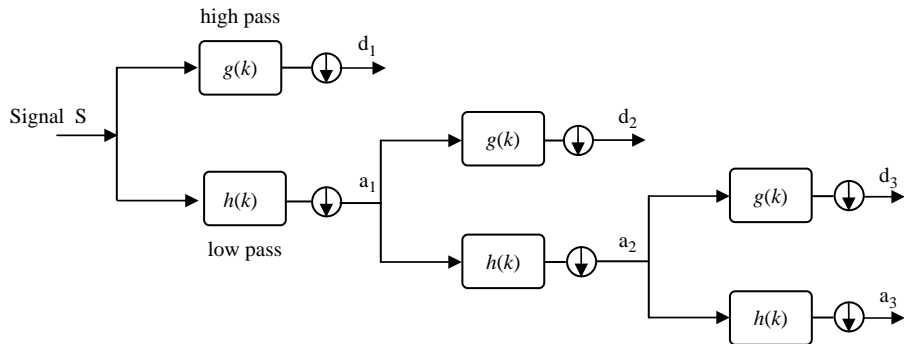 high pass
g(k)
d₁
Signal S
h(k)
a₁
low pass
g(k)
d₂
h(k)
a₂
g(k)
d₃
h(k)
a₃